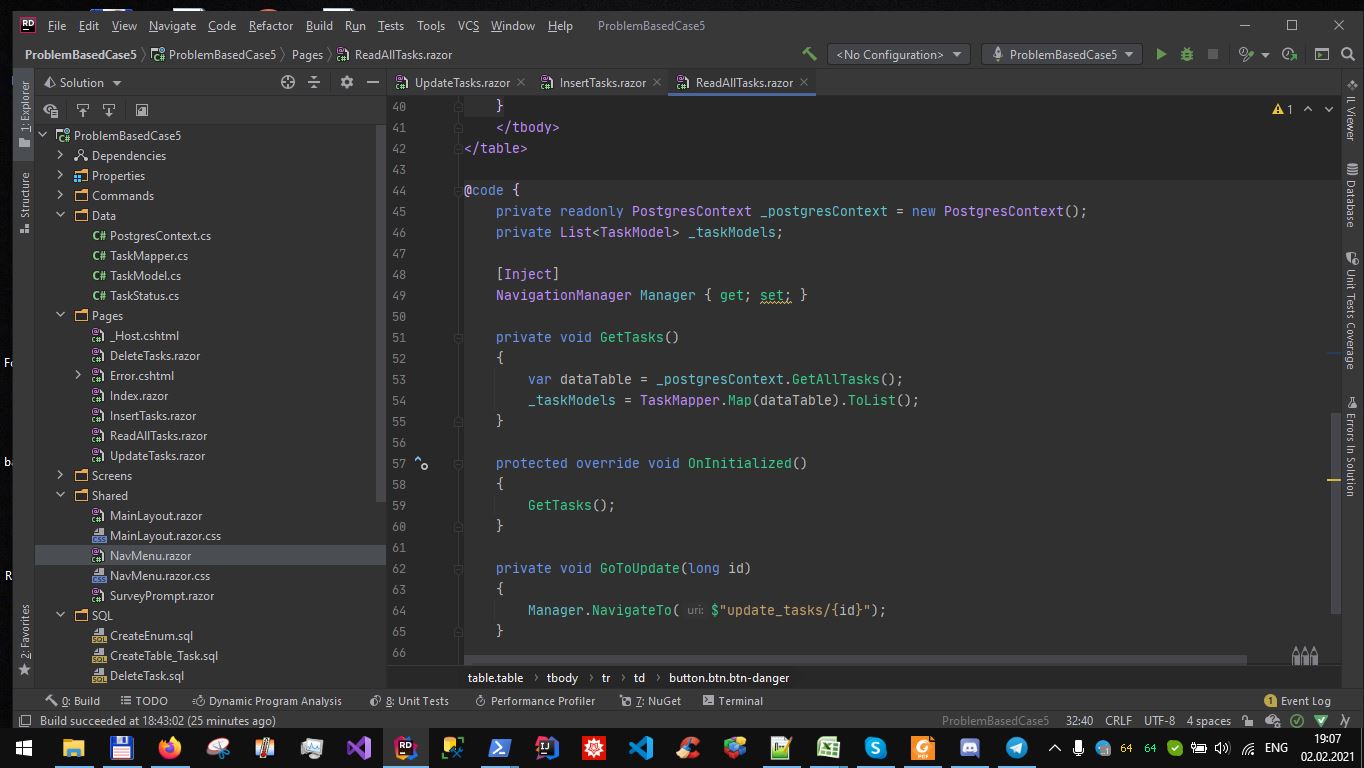 File Edit View Navigate Code Refactor Build Run Tests Tools VCS Window Help ProblemBasedCase5
ProblemBasedCase5 ProblemBasedCase5 Pages ReadAllTasks.razor <No Configuration> ProblemBasedCase5
Solution
UpdateTasks.razor InsertTasks.razor ReadAllTasks.razor
1: Explorer
Structure
2: Favorites
ProblemBasedCase5
Dependencies
Properties
Commands
Data
C# PostgresContext.cs
C# TaskMapper.cs
C# TaskModel.cs
C# TaskStatus.cs
Pages
_Host.cshtml
DeleteTasks.razor
Error.cshtml
Index.razor
InsertTasks.razor
ReadAllTasks.razor
UpdateTasks.razor
Screens
Shared
MainLayout.razor
MainLayout.razor.css
NavMenu.razor
NavMenu.razor.css
SurveyPrompt.razor
SQL
CreateEnum.sql
CreateTable_Task.sql
DeleteTask.sql
1
40 }
41 </tbody>
42 </table>
43
44 @code {
45 private readonly PostgresContext _postgresContext = new PostgresContext();
46 private List<TaskModel> _taskModels;
47
48 [Inject]
49 NavigationManager Manager { get; set; }
50
51 private void GetTasks()
52 {
53 var dataTable = _postgresContext.GetAllTasks();
54 _taskModels = TaskMapper.Map(dataTable).ToList();
55 }
56
57 protected override void OnInitialized()
58 {
59 GetTasks();
60 }
61
62 private void GoToUpdate(long id)
63 {
64 Manager.NavigateTo( uri: $"update_tasks/{id}");
65 }
66
IL Viewer
Database
Unit Tests Coverage
Errors In Solution
table.table tbody tr td button.btn.btn-danger
0: Build TODO Dynamic Program Analysis 8: Unit Tests Performance Profiler 7: NuGet Terminal 1 Event Log
Build succeeded at 18:43:02 (25 minutes ago) ProblemBasedCase5 32:40 CRLF UTF-8 4 spaces
64 64 ENG 19:07
02.02.2021